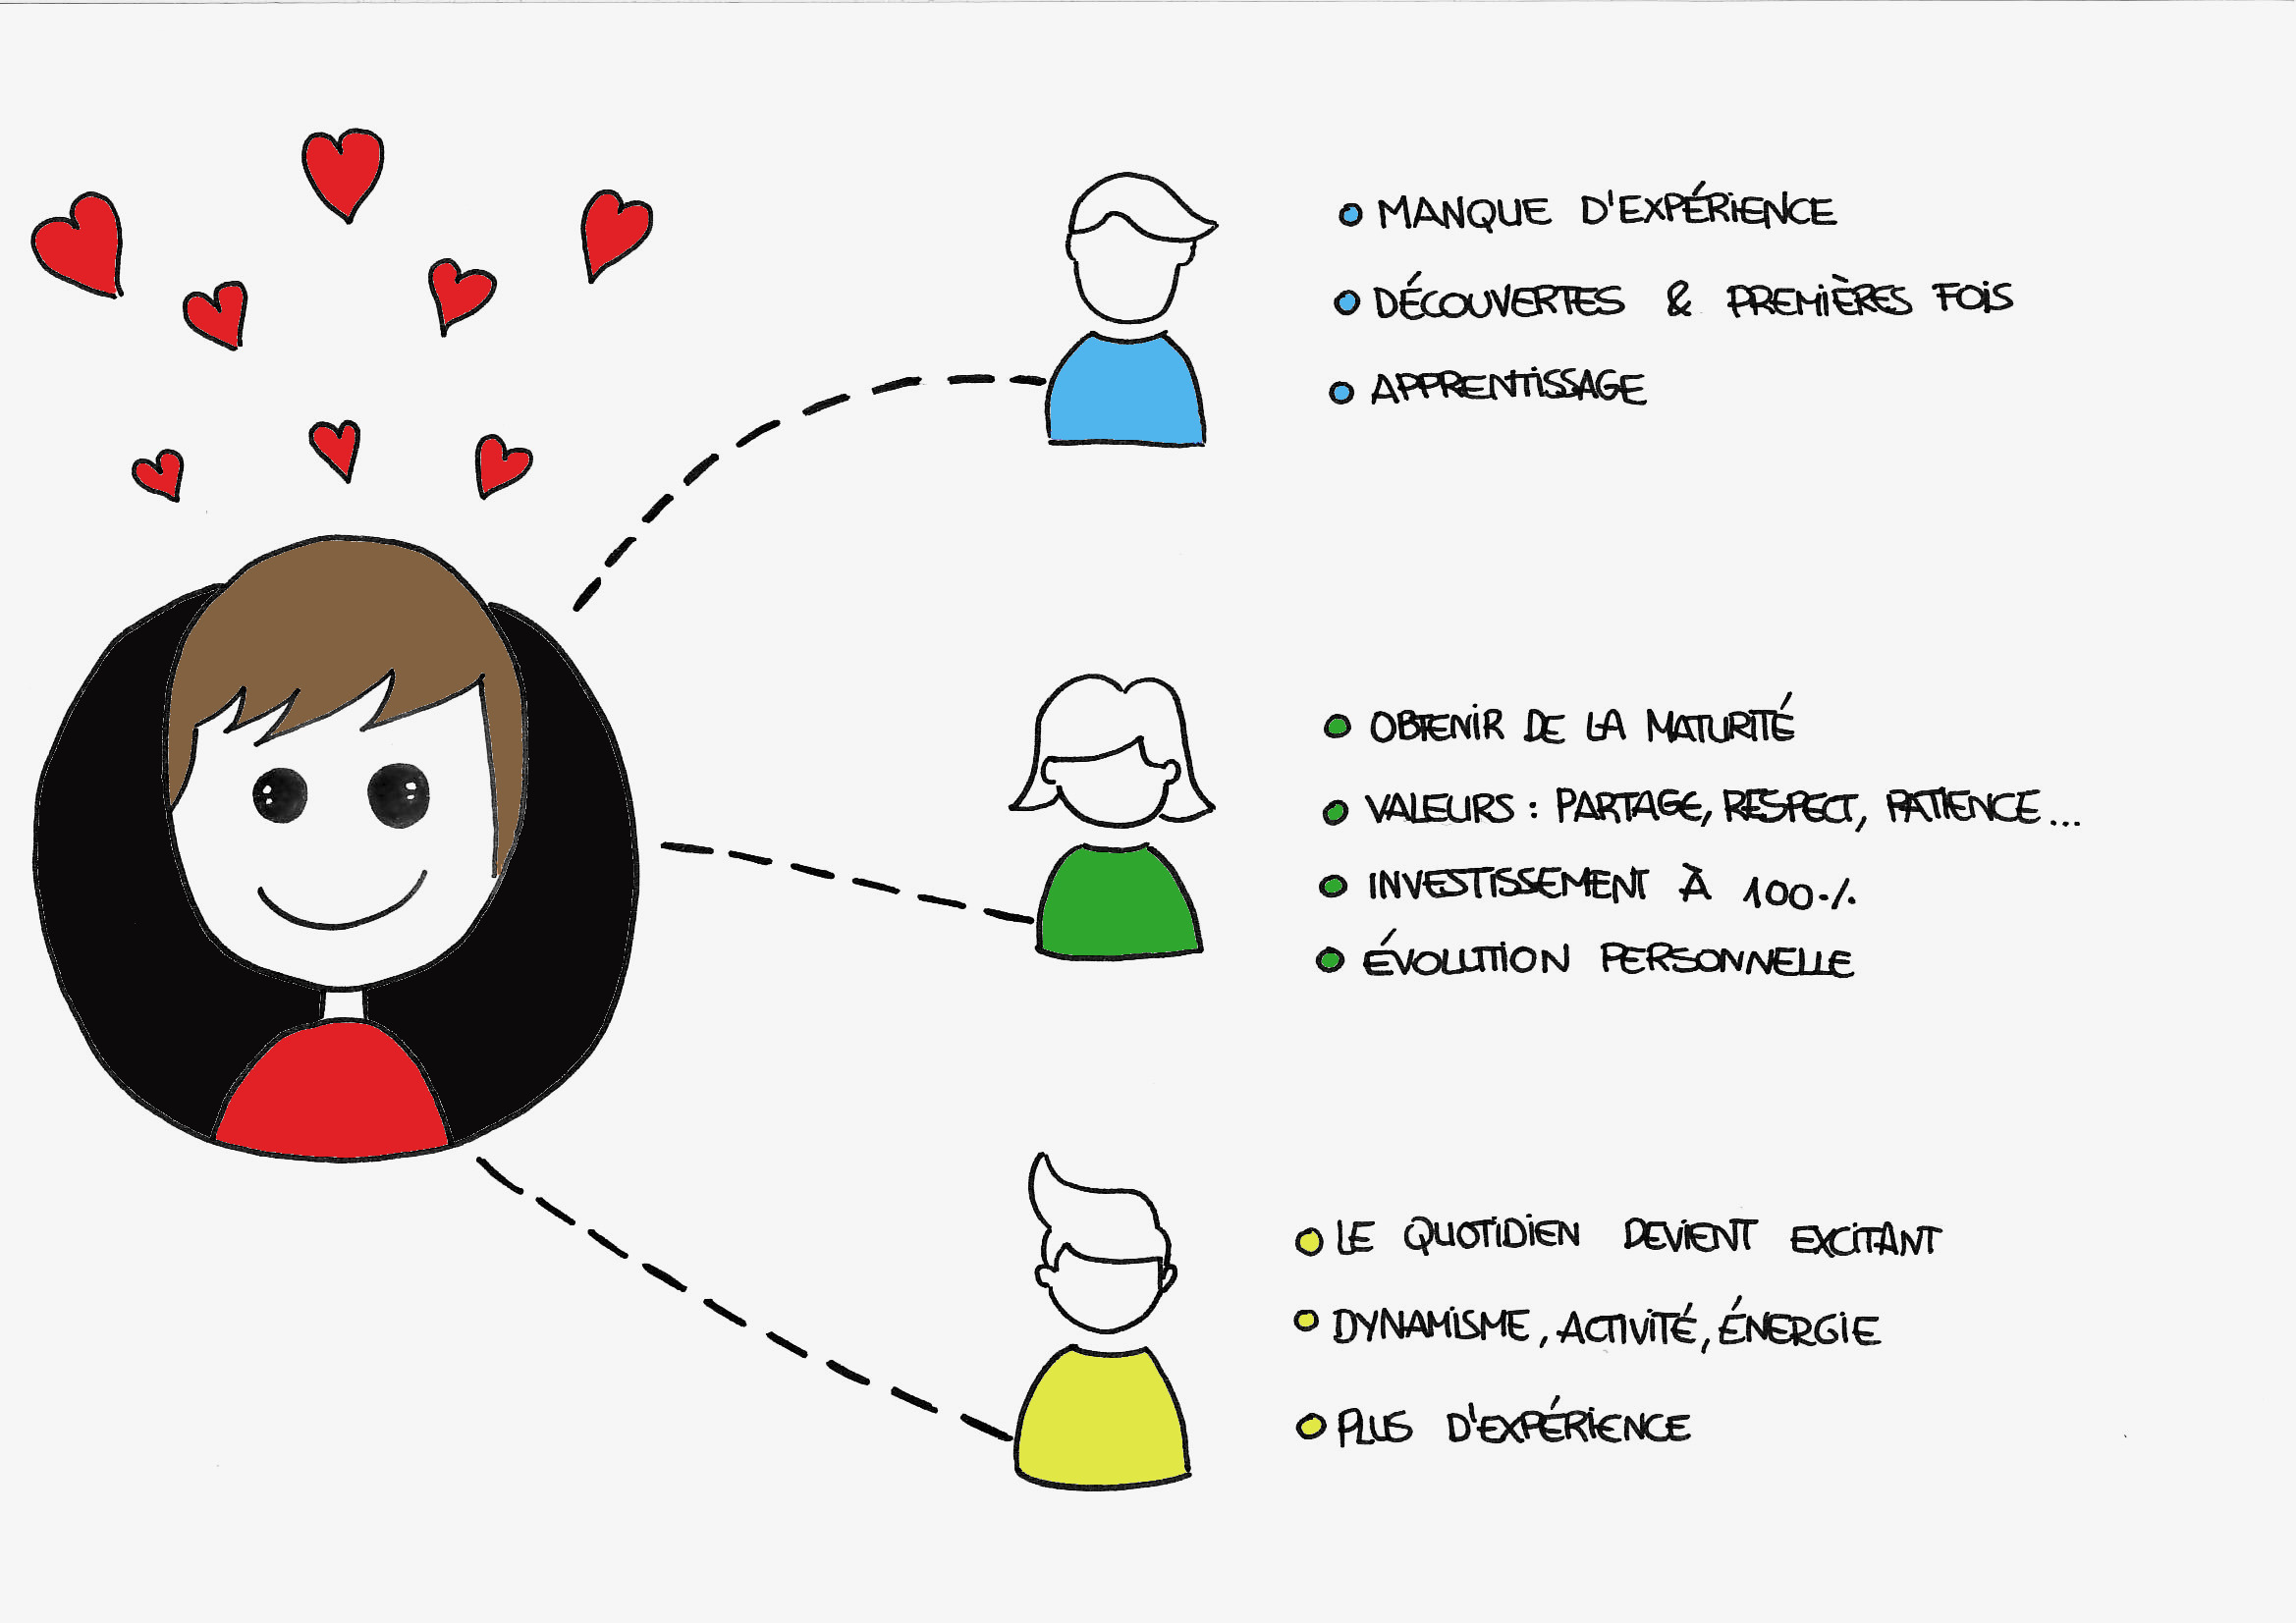 MANQUE D'EXPÉRIENCE
DÉCOUVERTES & PREMIÈRES FOIS
APPRENTISSAGE
OBTENIR DE LA MATURITÉ
VALEURS : PARTAGE, RESPECT, PATIENCE...
INVESTISSEMENT À 100%
ÉVOLUTION PERSONNELLE
LE QUOTIDIEN DEVIENT EXCITANT
DYNAMISME, ACTIVITÉ, ÉNERGIE
PLUS D'EXPÉRIENCE